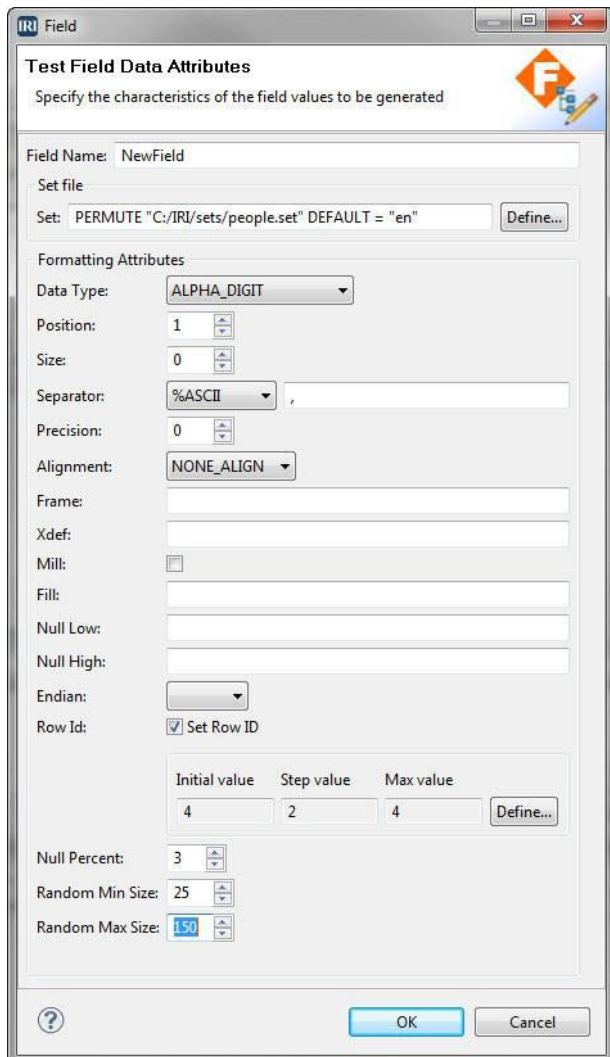 IRI Field
Test Field Data Attributes
Specify the characteristics of the field values to be generated
F
Field Name: NewField
Set file
Set: PERMUTE "C:/IRI/sets/people.set" DEFAULT = "en" Define...
Formatting Attributes
Data Type: ALPHA_DIGIT
Position: 1
Size: 0
Separator: %ASCII ,
Precision: 0
Alignment: NONE_ALIGN
Frame:
Xdef:
Mill:
Fill:
Null Low:
Null High:
Endian:
Row Id: Set Row ID
Initial value Step value Max value
4 2 4 Define...
Null Percent: 3
Random Min Size: 25
Random Max Size: 150
? OK Cancel